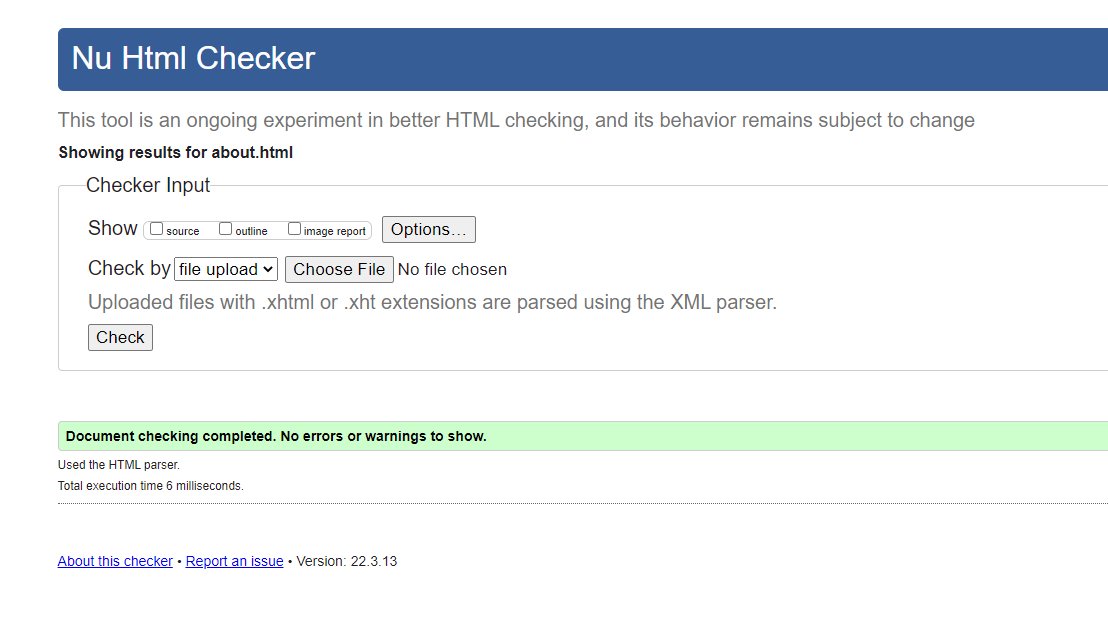 Nu Html Checker
This tool is an ongoing experiment in better HTML checking, and its behavior remains subject to change
Showing results for about.html
Checker Input
Show source outline image report Options...
Check by file upload Choose File No file chosen
Uploaded files with .xhtml or .xht extensions are parsed using the XML parser.
Check
Document checking completed. No errors or warnings to show.
Used the HTML parser.
Total execution time 6 milliseconds.
About this checker • Report an issue • Version: 22.3.13